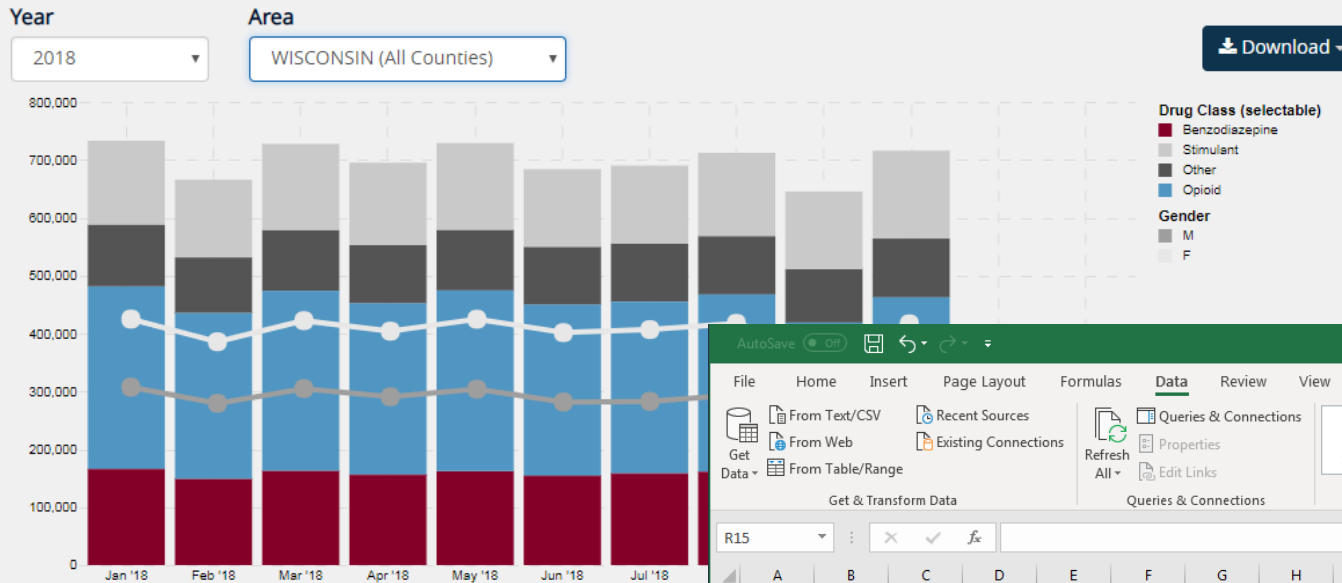 Year
Area
2018
WISCONSIN (All Counties)
Download
800,000
700,000
600,000
500,000
400,000
300,000
200,000
100,000
0
Jan '18
Feb '18
Mar '18
Apr '18
May '18
Jun '18
Jul '18
Drug Class (selectable)
Benzodiazepine
Stimulant
Other
Opioid
Gender
M
F
AutoSave Off
File Home Insert Page Layout Formulas Data Review View
Get
Data
From Text/CSV
From Web
From Table/Range
Recent Sources
Existing Connections
Get & Transform Data
Refresh
All
Queries & Connections
Properties
Edit Links
Queries & Connections
R15
fx
A B C D E F G H